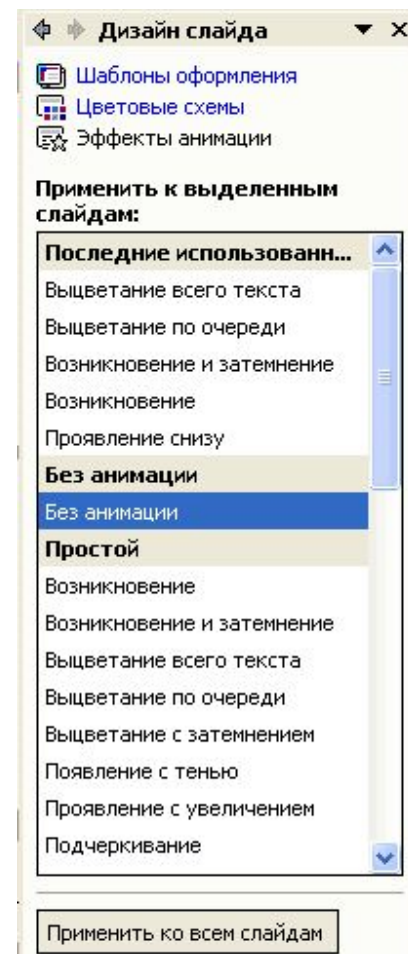 Дизайн слайда
Шаблоны оформления
Цветовые схемы
Эффекты анимации
Применить к выделенным
слайдам:
Последние использованн...
Выцветание всего текста
Выцветание по очереди
Возникновение и затемнение
Возникновение
Проявление снизу
Без анимации
Без анимации
Простой
Возникновение
Возникновение и затемнение
Выцветание всего текста
Выцветание по очереди
Выцветание с затемнением
Появление с тенью
Проявление с увеличением
Подчеркивание
Применить ко всем слайдам